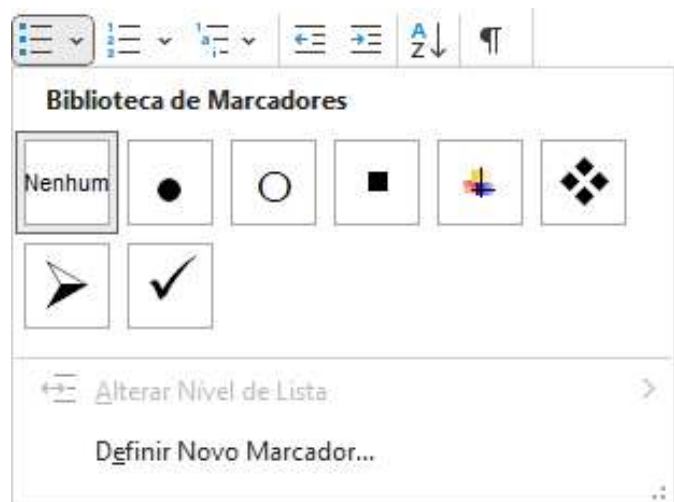 Biblioteca de Marcadores
Nenhum
Alterar Nível de Lista
Definir Novo Marcador...